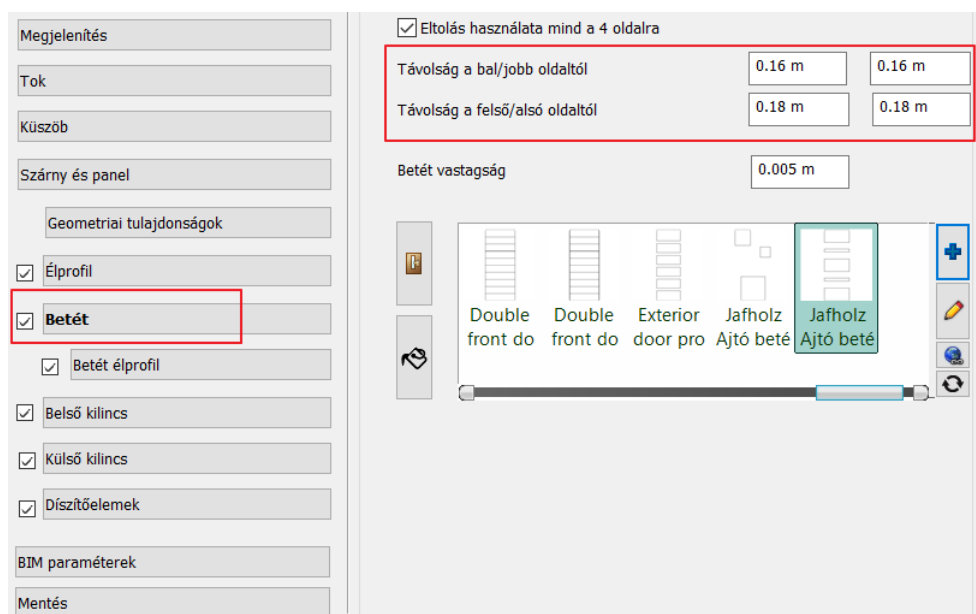 Megjelenítés
Tok
Küszöb
Szárny és panel
Geometriai tulajdonságok
Élprofil
Betét
Betét élprofil
Belső kilincs
Külső kilincs
Díszítőelemek
BIM paraméterek
Mentés
Eltolás használata mind a 4 oldalra
Távolság a bal/jobb oldaltól 0.16 m 0.16 m
Távolság a felső/alsó oldaltól 0.18 m 0.18 m
Betét vastagság 0.005 m
Double Double Exterior Jafholz Jafholz
front do front do door pro Ajtó beté Ajtó beté